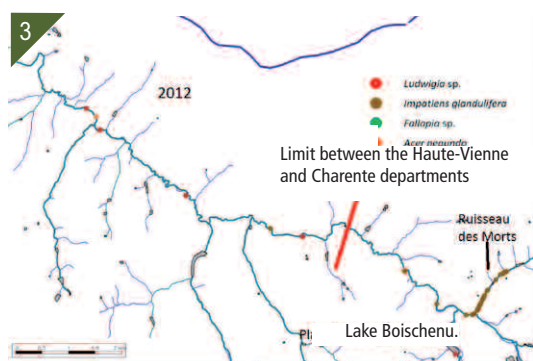 3
2012
Ludwigia sp.
Impatiens glandulifera
Fallopia sp.
Acer negundo
Limit between the Haute-Vienne
and Charente departments
Ruisseau
des Morts
Lake Boischenu.